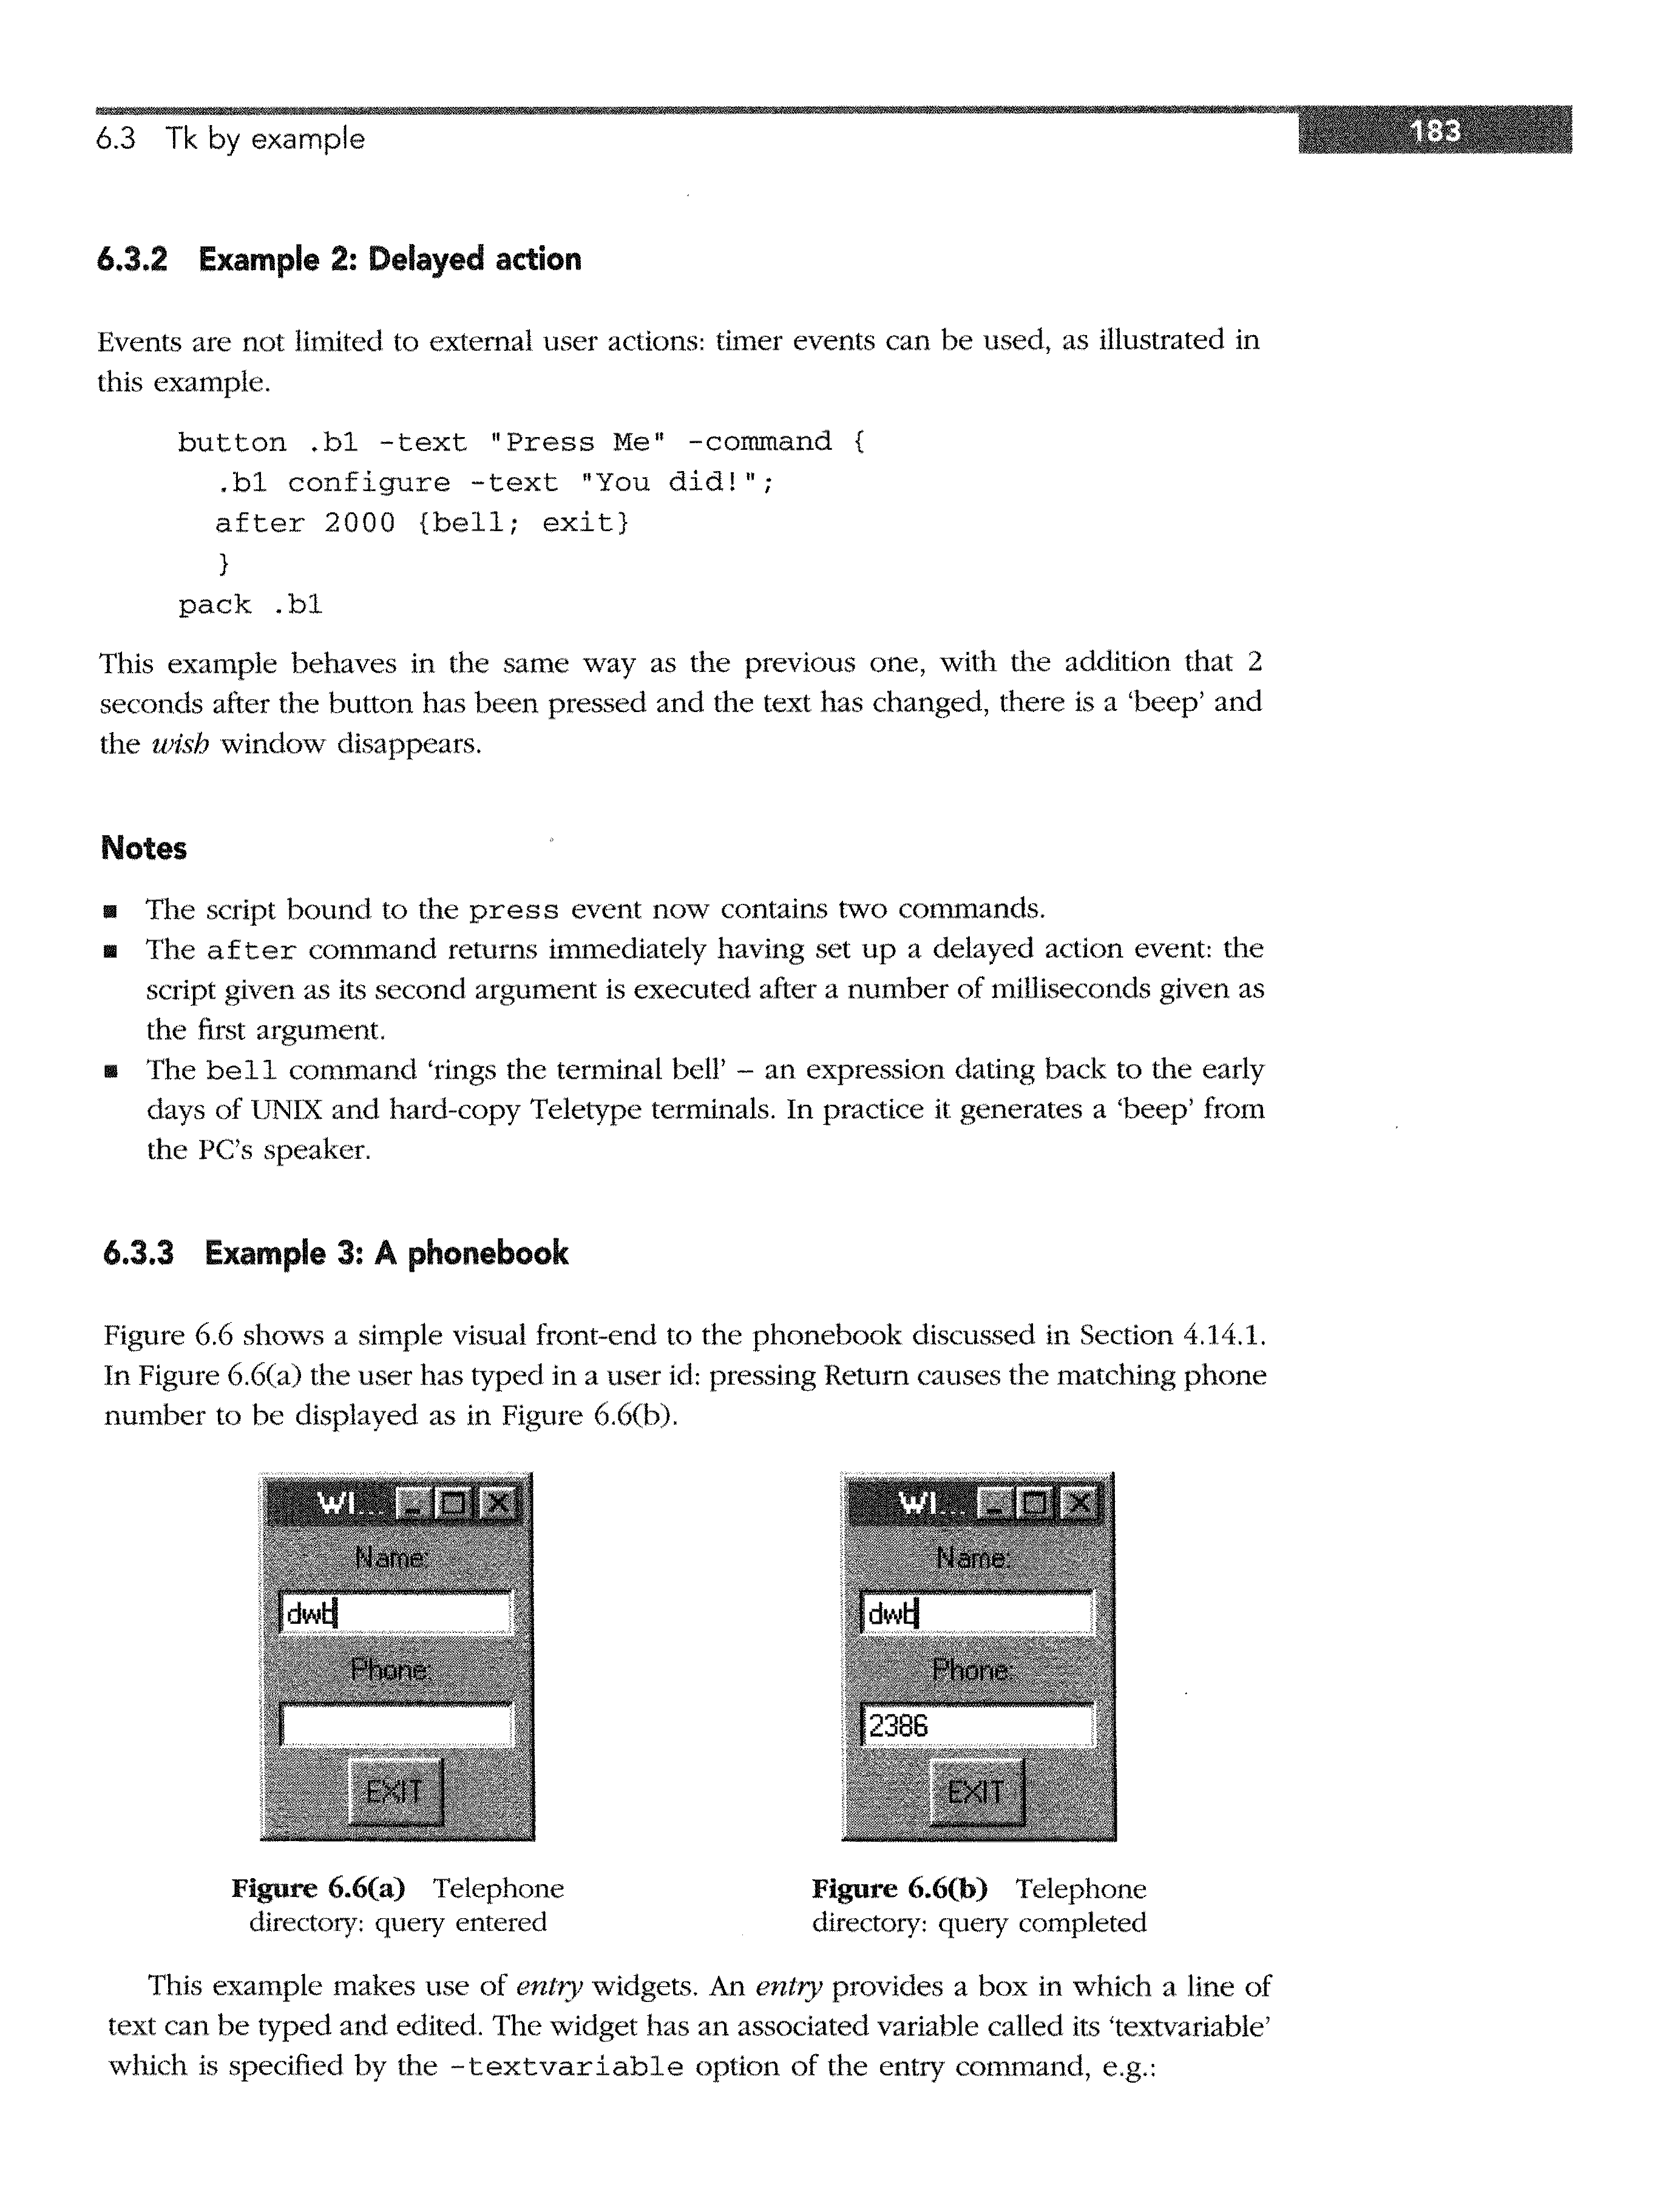 6.3 Tk by example
183
6.3.2 Example 2: Delayed action
Events are not limited to external user actions: timer events can be used, as illustrated in
this example.
button .b1 -text "Press Me" -command {
.b1 configure -text "You did!";
after 2000 {bell; exit}
}
pack .b1
This example behaves in the same way as the previous one, with the addition that 2
seconds after the button has been pressed and the text has changed, there is a ‘beep’ and
the wish window disappears.
Notes
■ The script bound to the press event now contains two commands.
■ The after command returns immediately having set up a delayed action event: the
script given as its second argument is executed after a number of milliseconds given as
the first argument.
■ The bell command ‘rings the terminal bell’ – an expression dating back to the early
days of UNIX and hard-copy Teletype terminals. In practice it generates a ‘beep’ from
the PC’s speaker.
6.3.3 Example 3: A phonebook
Figure 6.6 shows a simple visual front-end to the phonebook discussed in Section 4.14.1.
In Figure 6.6(a) the user has typed in a user id: pressing Return causes the matching phone
number to be displayed as in Figure 6.6(b).
WI...
Name:
dwb
Phone:
EXIT
WI...
Name:
dwb
Phone:
2386
EXIT
Figure 6.6(a) Telephone
directory: query entered
Figure 6.6(b) Telephone
directory: query completed
This example makes use of entry widgets. An entry provides a box in which a line of
text can be typed and edited. The widget has an associated variable called its ‘textvariable’
which is specified by the -textvariable option of the entry command, e.g.: